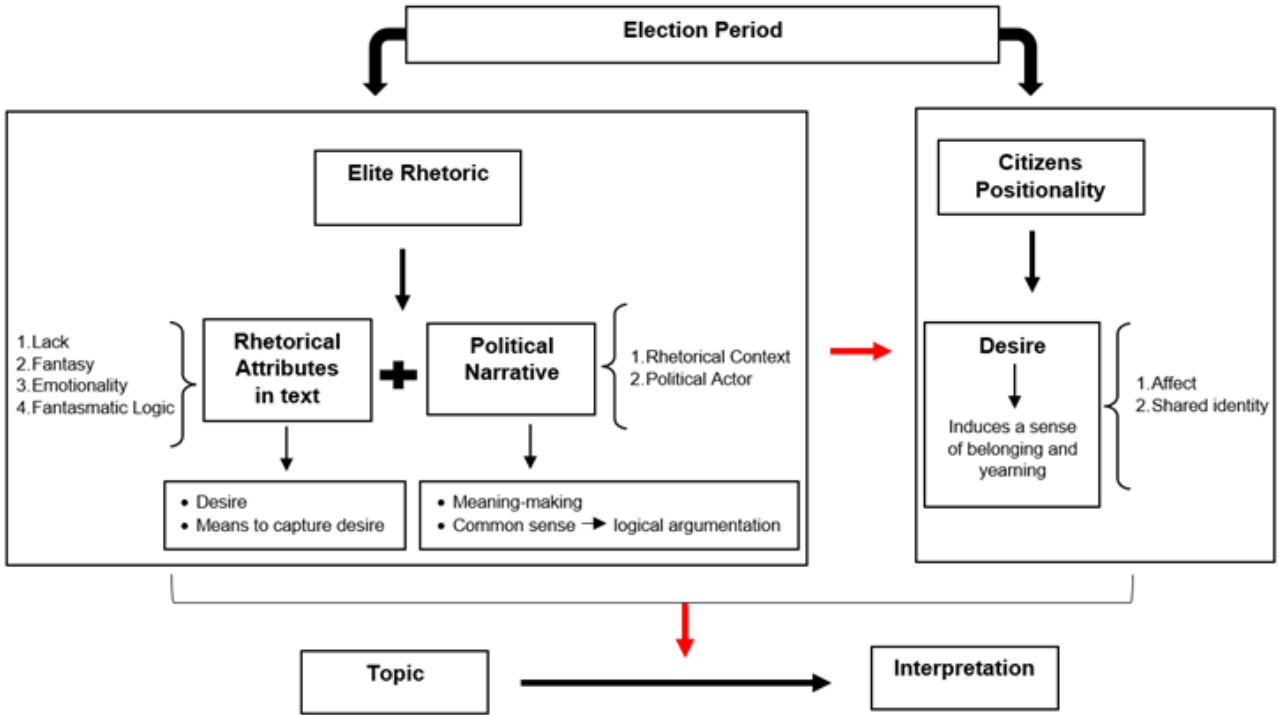 Election Period
Elite Rhetoric
1.Lack
2.Fantasy
3.Emotionality
4.Fantasmatic Logic
Rhetorical
Attributes
in text
Political
Narrative
1.Rhetorical Context
2.Political Actor
• Desire
• Means to capture desire
• Meaning-making
• Common sense → logical argumentation
Citizens
Positionality
Desire
Induces a sense
of belonging and
yearning
1.Affect
2.Shared identity
Topic
Interpretation